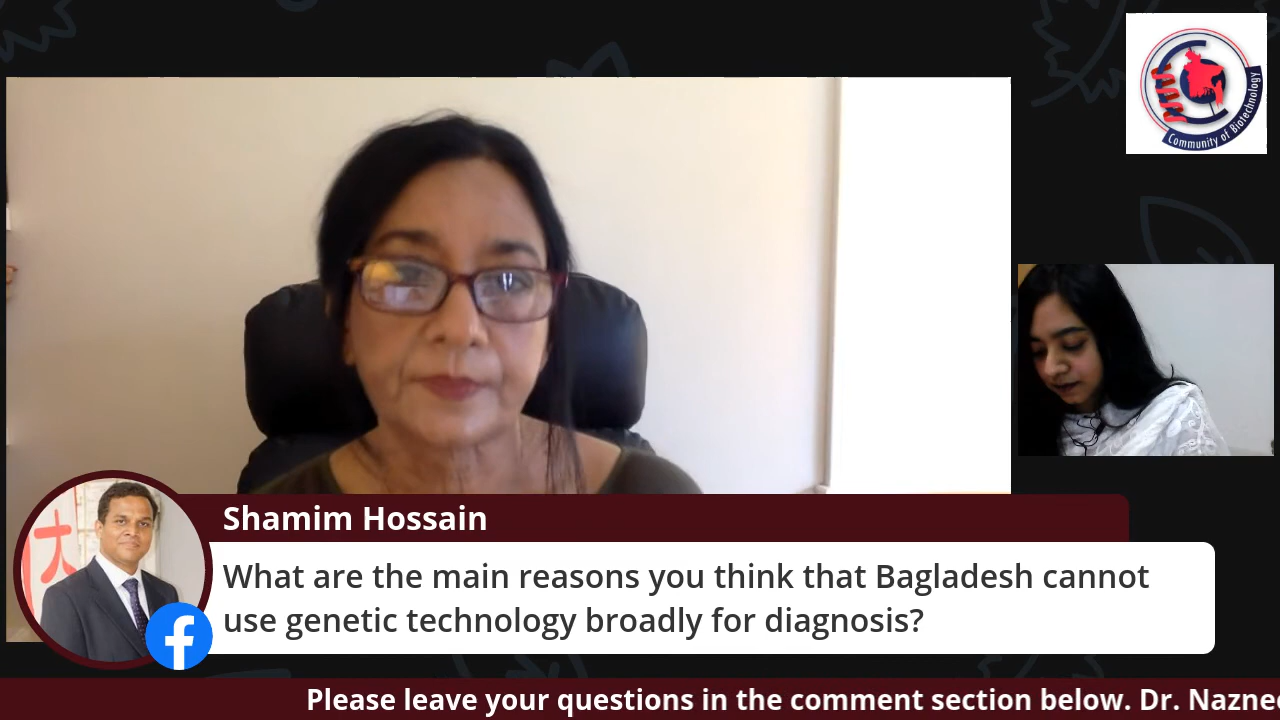 Community of Biotechnology
Shamim Hossain
What are the main reasons you think that Bagladesh cannot
use genetic technology broadly for diagnosis?
Please leave your questions in the comment section below. Dr.